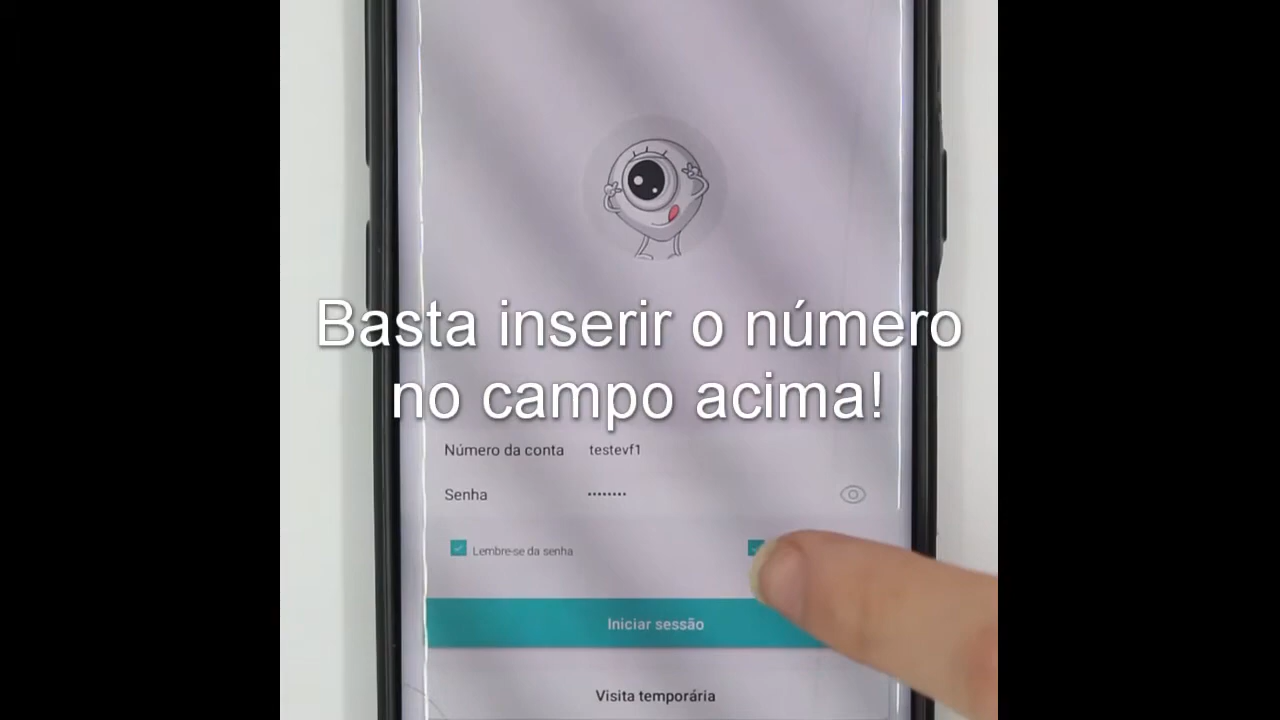 Basta inserir o número
no campo acima!
Número da conta testevf1
Senha ••••••••
Lembre-se da senha
Iniciar sessão
Visita temporária